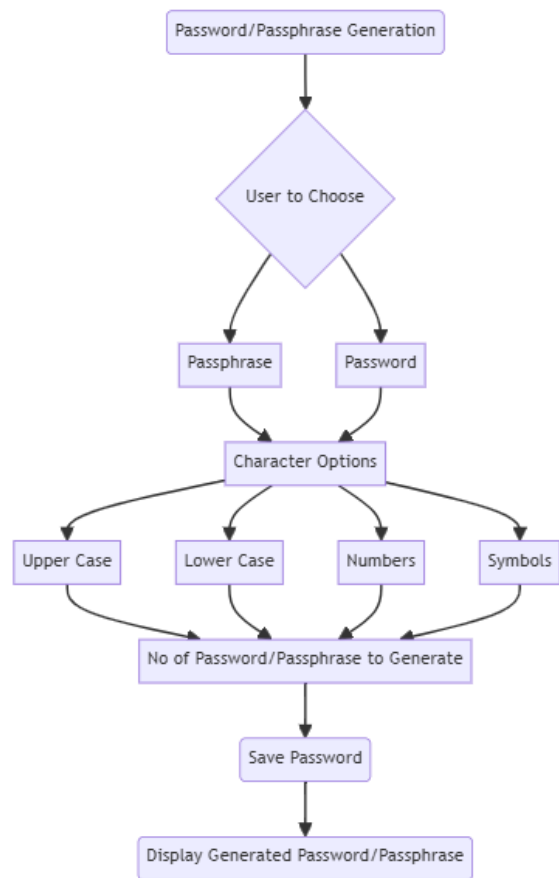 Password/Passphrase Generation
User to Choose
Passphrase
Password
Character Options
Upper Case
Lower Case
Numbers
Symbols
No of Password/Passphrase to Generate
Save Password
Display Generated Password/Passphrase